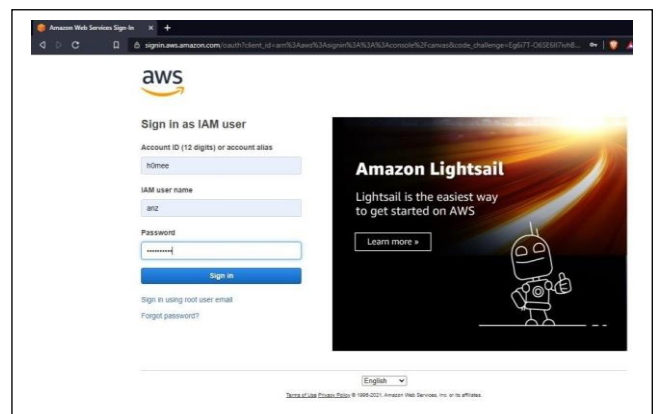 Amazon Web Services Sign-In
signin.aws.amazon.com/oauth?client_id=arn%3Aaws%3Asignin%3A%3A%3Aconsole%2Fcanvas&code_challenge=
aws
Sign in as IAM user
Account ID (12 digits) or account alias
h0mee
IAM user name
anz
Password
Sign in
Sign in using root user email
Forgot password?
Amazon Lightsail
Lightsail is the easiest way
to get started on AWS
Learn more »
English
Terms of Use Privacy Policy © 1996-2021, Amazon Web Services, Inc. or its affiliates.